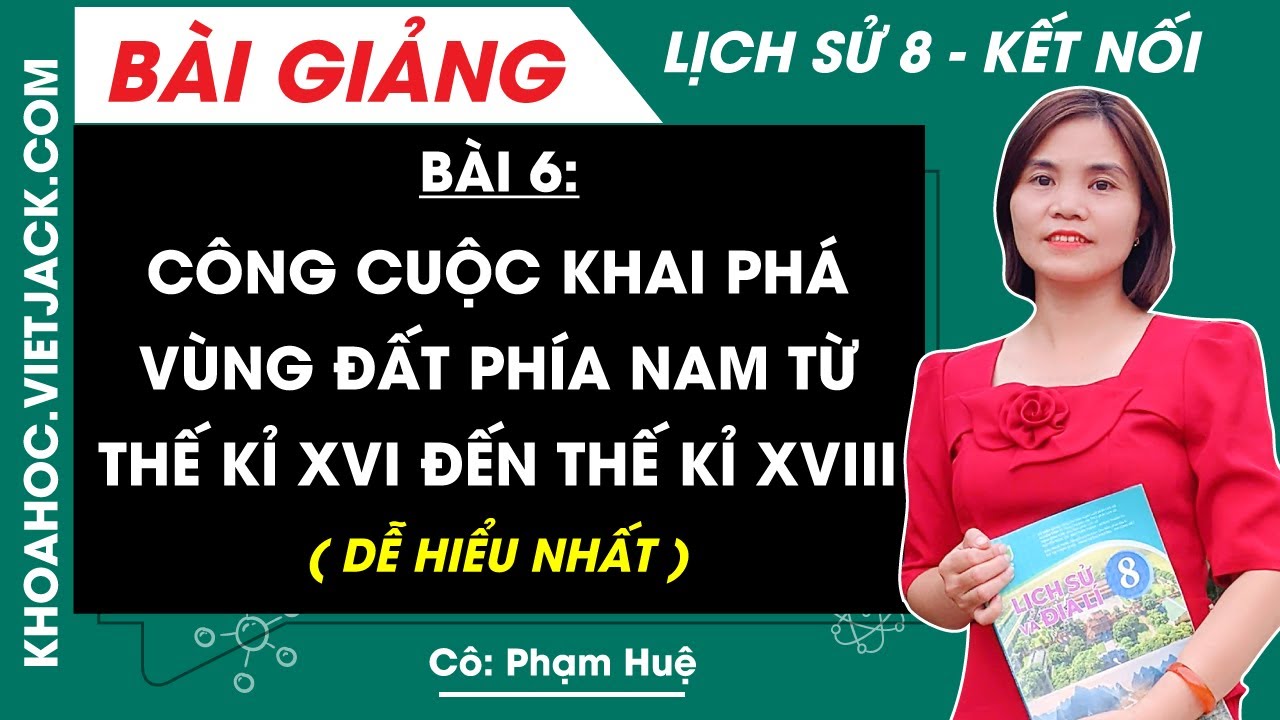 BÀI GIẢNG
LỊCH SỬ 8 - KẾT NỐI
KHOAHOC.VIETJACK.COM
BÀI 6:
CÔNG CUỘC KHAI PHÁ
VÙNG ĐẤT PHÍA NAM TỪ
THẾ KỈ XVI ĐẾN THẾ KỈ XVIII
( DỄ HIỂU NHẤT )
Cô: Phạm Huệ
LỊCH SỬ
VÀ ĐỊA LÍ
8